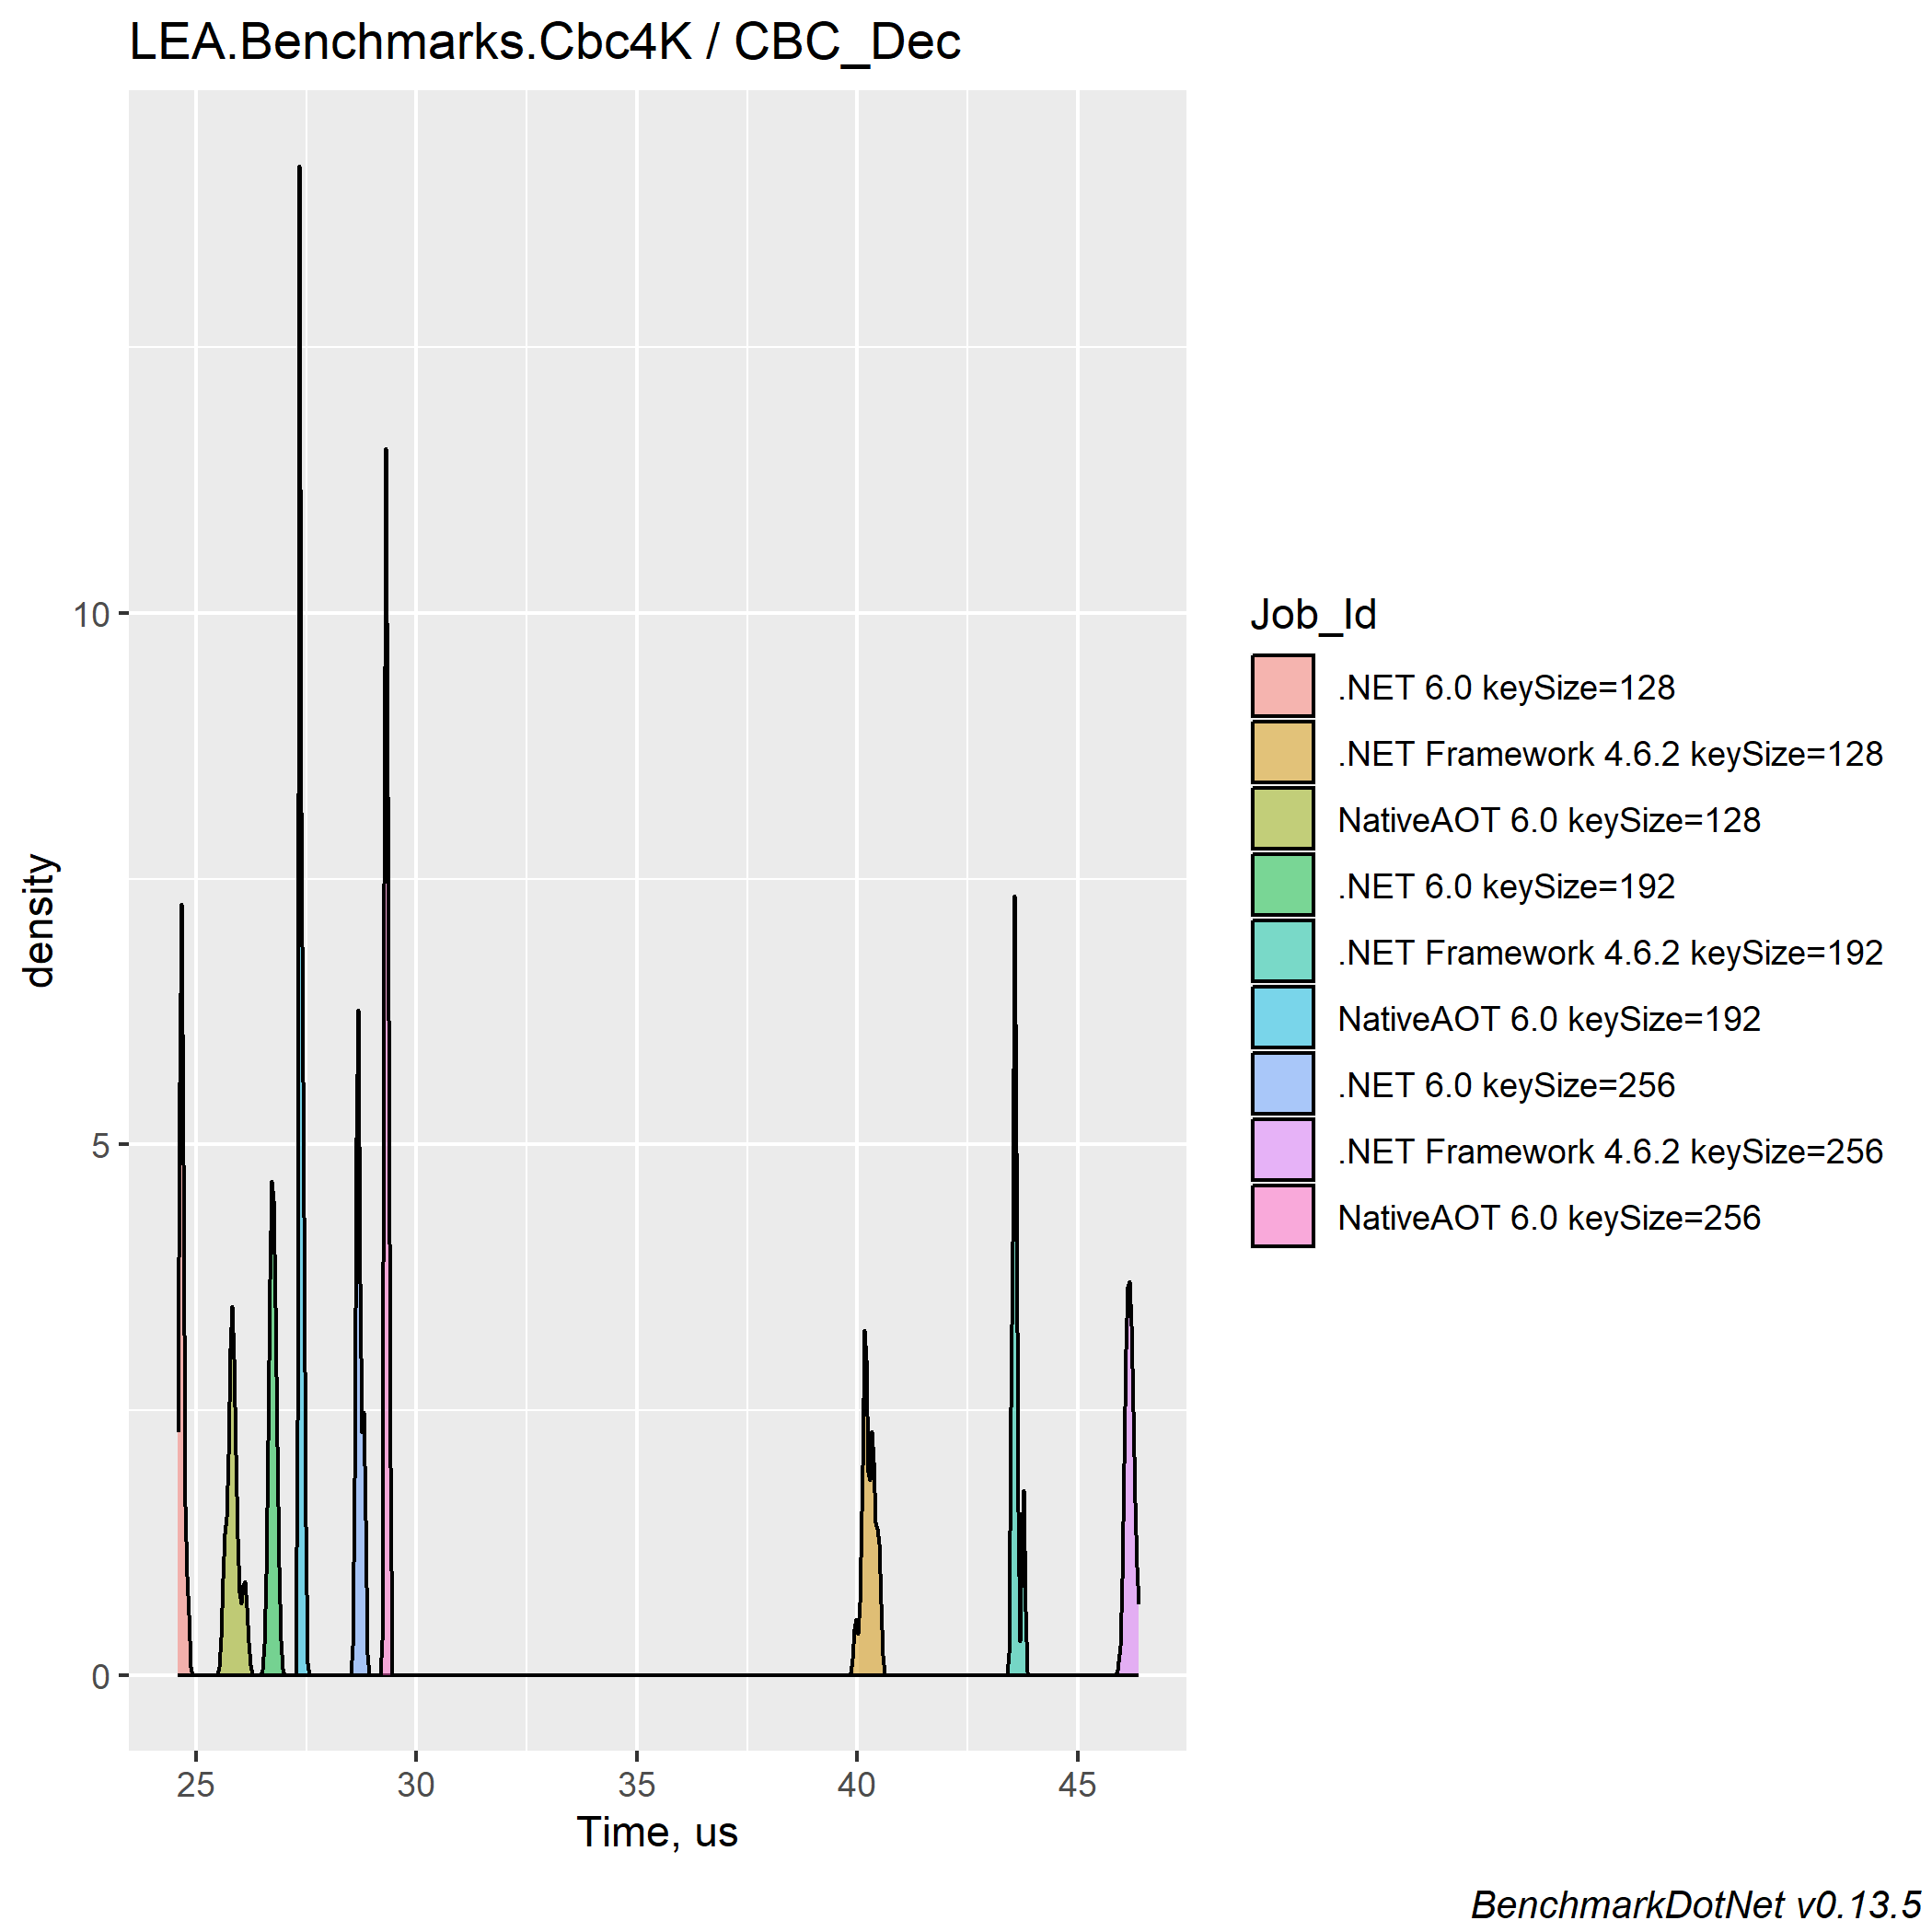 LEA.Benchmarks.Cbc4K / CBC_Dec
density
10
5
0
25 30 35 40 45
Time, us
Job_Id
.NET 6.0 keySize=128
.NET Framework 4.6.2 keySize=128
NativeAOT 6.0 keySize=128
.NET 6.0 keySize=192
.NET Framework 4.6.2 keySize=192
NativeAOT 6.0 keySize=192
.NET 6.0 keySize=256
.NET Framework 4.6.2 keySize=256
NativeAOT 6.0 keySize=256
BenchmarkDotNet v0.13.5